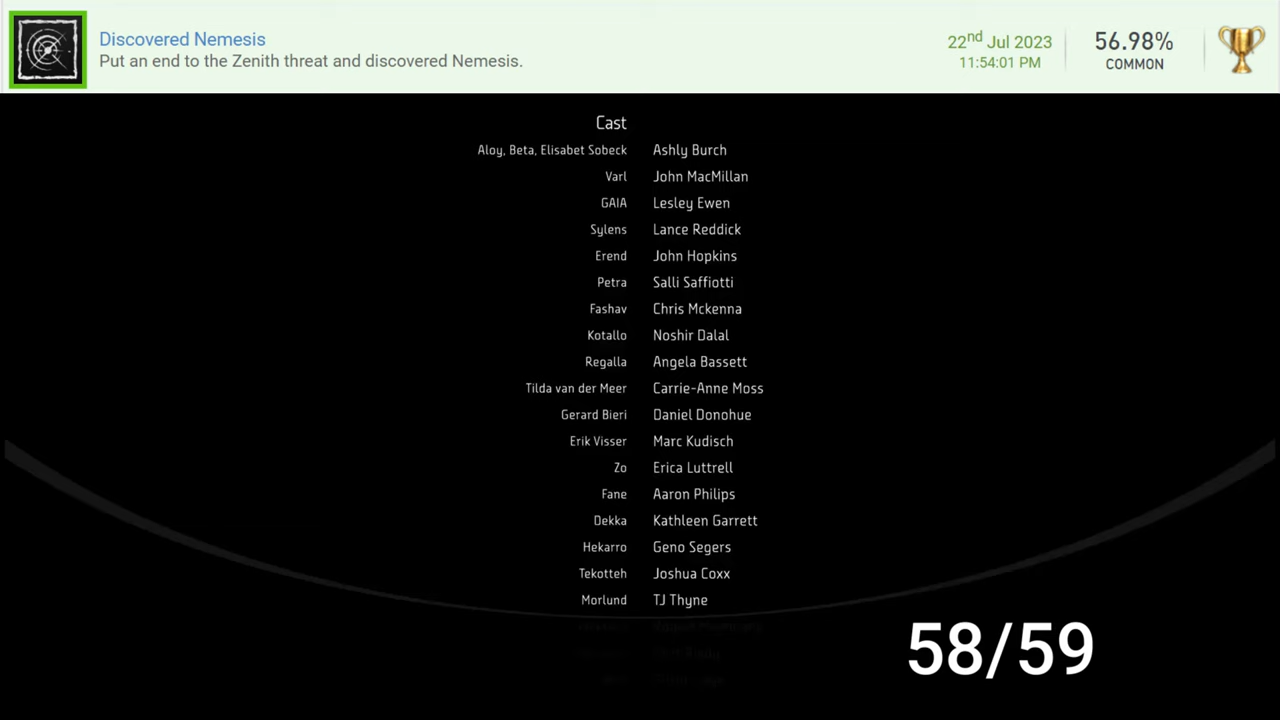 Discovered Nemesis
Put an end to the Zenith threat and discovered Nemesis.
22nd Jul 2023
11:54:01 PM
56.98%
COMMON
Cast
Aloy, Beta, Elisabet Sobeck Ashly Burch
Varl John MacMillan
GAIA Lesley Ewen
Sylens Lance Reddick
Erend John Hopkins
Petra Salli Saffiotti
Fashav Chris Mckenna
Kotallo Noshir Dalal
Regalla Angela Bassett
Tilda van der Meer Carrie-Anne Moss
Gerard Bieri Daniel Donohue
Erik Visser Marc Kudisch
Zo Erica Luttrell
Fane Aaron Philips
Dekka Kathleen Garrett
Hekarro Geno Segers
Tekotteh Joshua Coxx
Morlund TJ Thyne
58/59